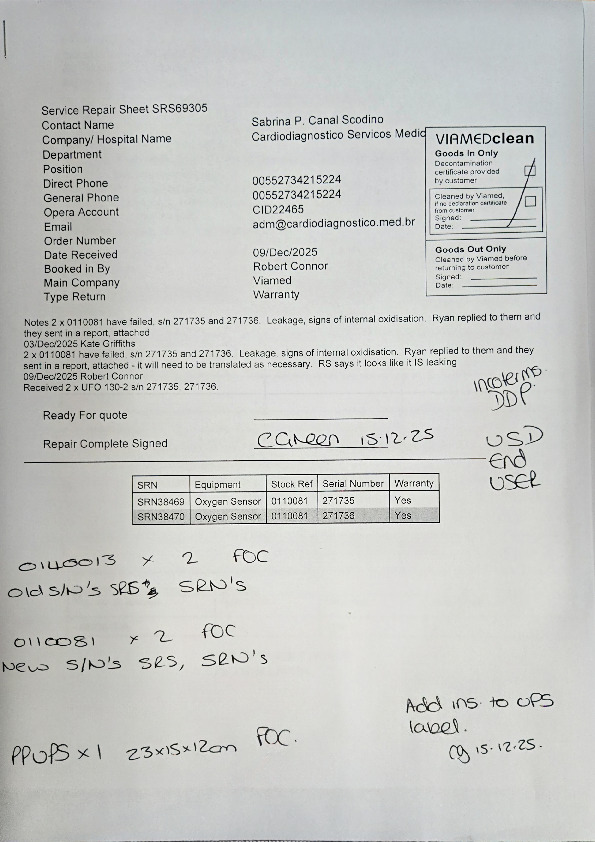 Service Repair Sheet SRS69305
Contact Name Sabrina P. Canal Scodino
Company/ Hospital Name Cardiodiagnostico Servicos Medic
Department
Position
Direct Phone 00552734215224
General Phone 00552734215224
Opera Account CID22465
Email adm@cardiodiagnostico.med.br
Order Number
Date Received 09/Dec/2025
Booked in By Robert Connor
Main Company Viamed
Type Return Warranty
VIAMEDclean
Goods In Only
Decontamination
certificate provided
by customer
Cleaned by Viamed,
if no declaration certificate
from customer
Signed:
Date:
Goods Out Only
Cleaned by Viamed before
returning to customer
Signed:
Date:
Notes 2 x 0110081 have failed, s/n 271735 and 271736. Leakage, signs of internal oxidisation. Ryan replied to them and
they sent in a report, attached
03/Dec/2025 Kate Griffiths
2 x 0110081 have failed, s/n 271735 and 271736. Leakage, signs of internal oxidisation. Ryan replied to them and they
sent in a report, attached - it will need to be translated as necessary. RS says it looks like it IS leaking
09/Dec/2025 Robert Connor
Received 2 x UFO 130-2 s/n 271735, 271736.
Incoterms
DDP.
Ready For quote
Repair Complete Signed CGreen 15.12.25
USD
END
USER
SRN Equipment Stock Ref Serial Number Warranty
SRN38469 Oxygen Sensor 0110081 271735 Yes
SRN38470 Oxygen Sensor 0110081 271736 Yes
0140013 x 2 FOC
Old S/N's SRS SRN's
0110081 x 2 FOC
New S/N's SRS, SRN's
Add ins. to UPS
label.
CG 15.12.25.
PPUPS x 1 23x15x12cm FOC.